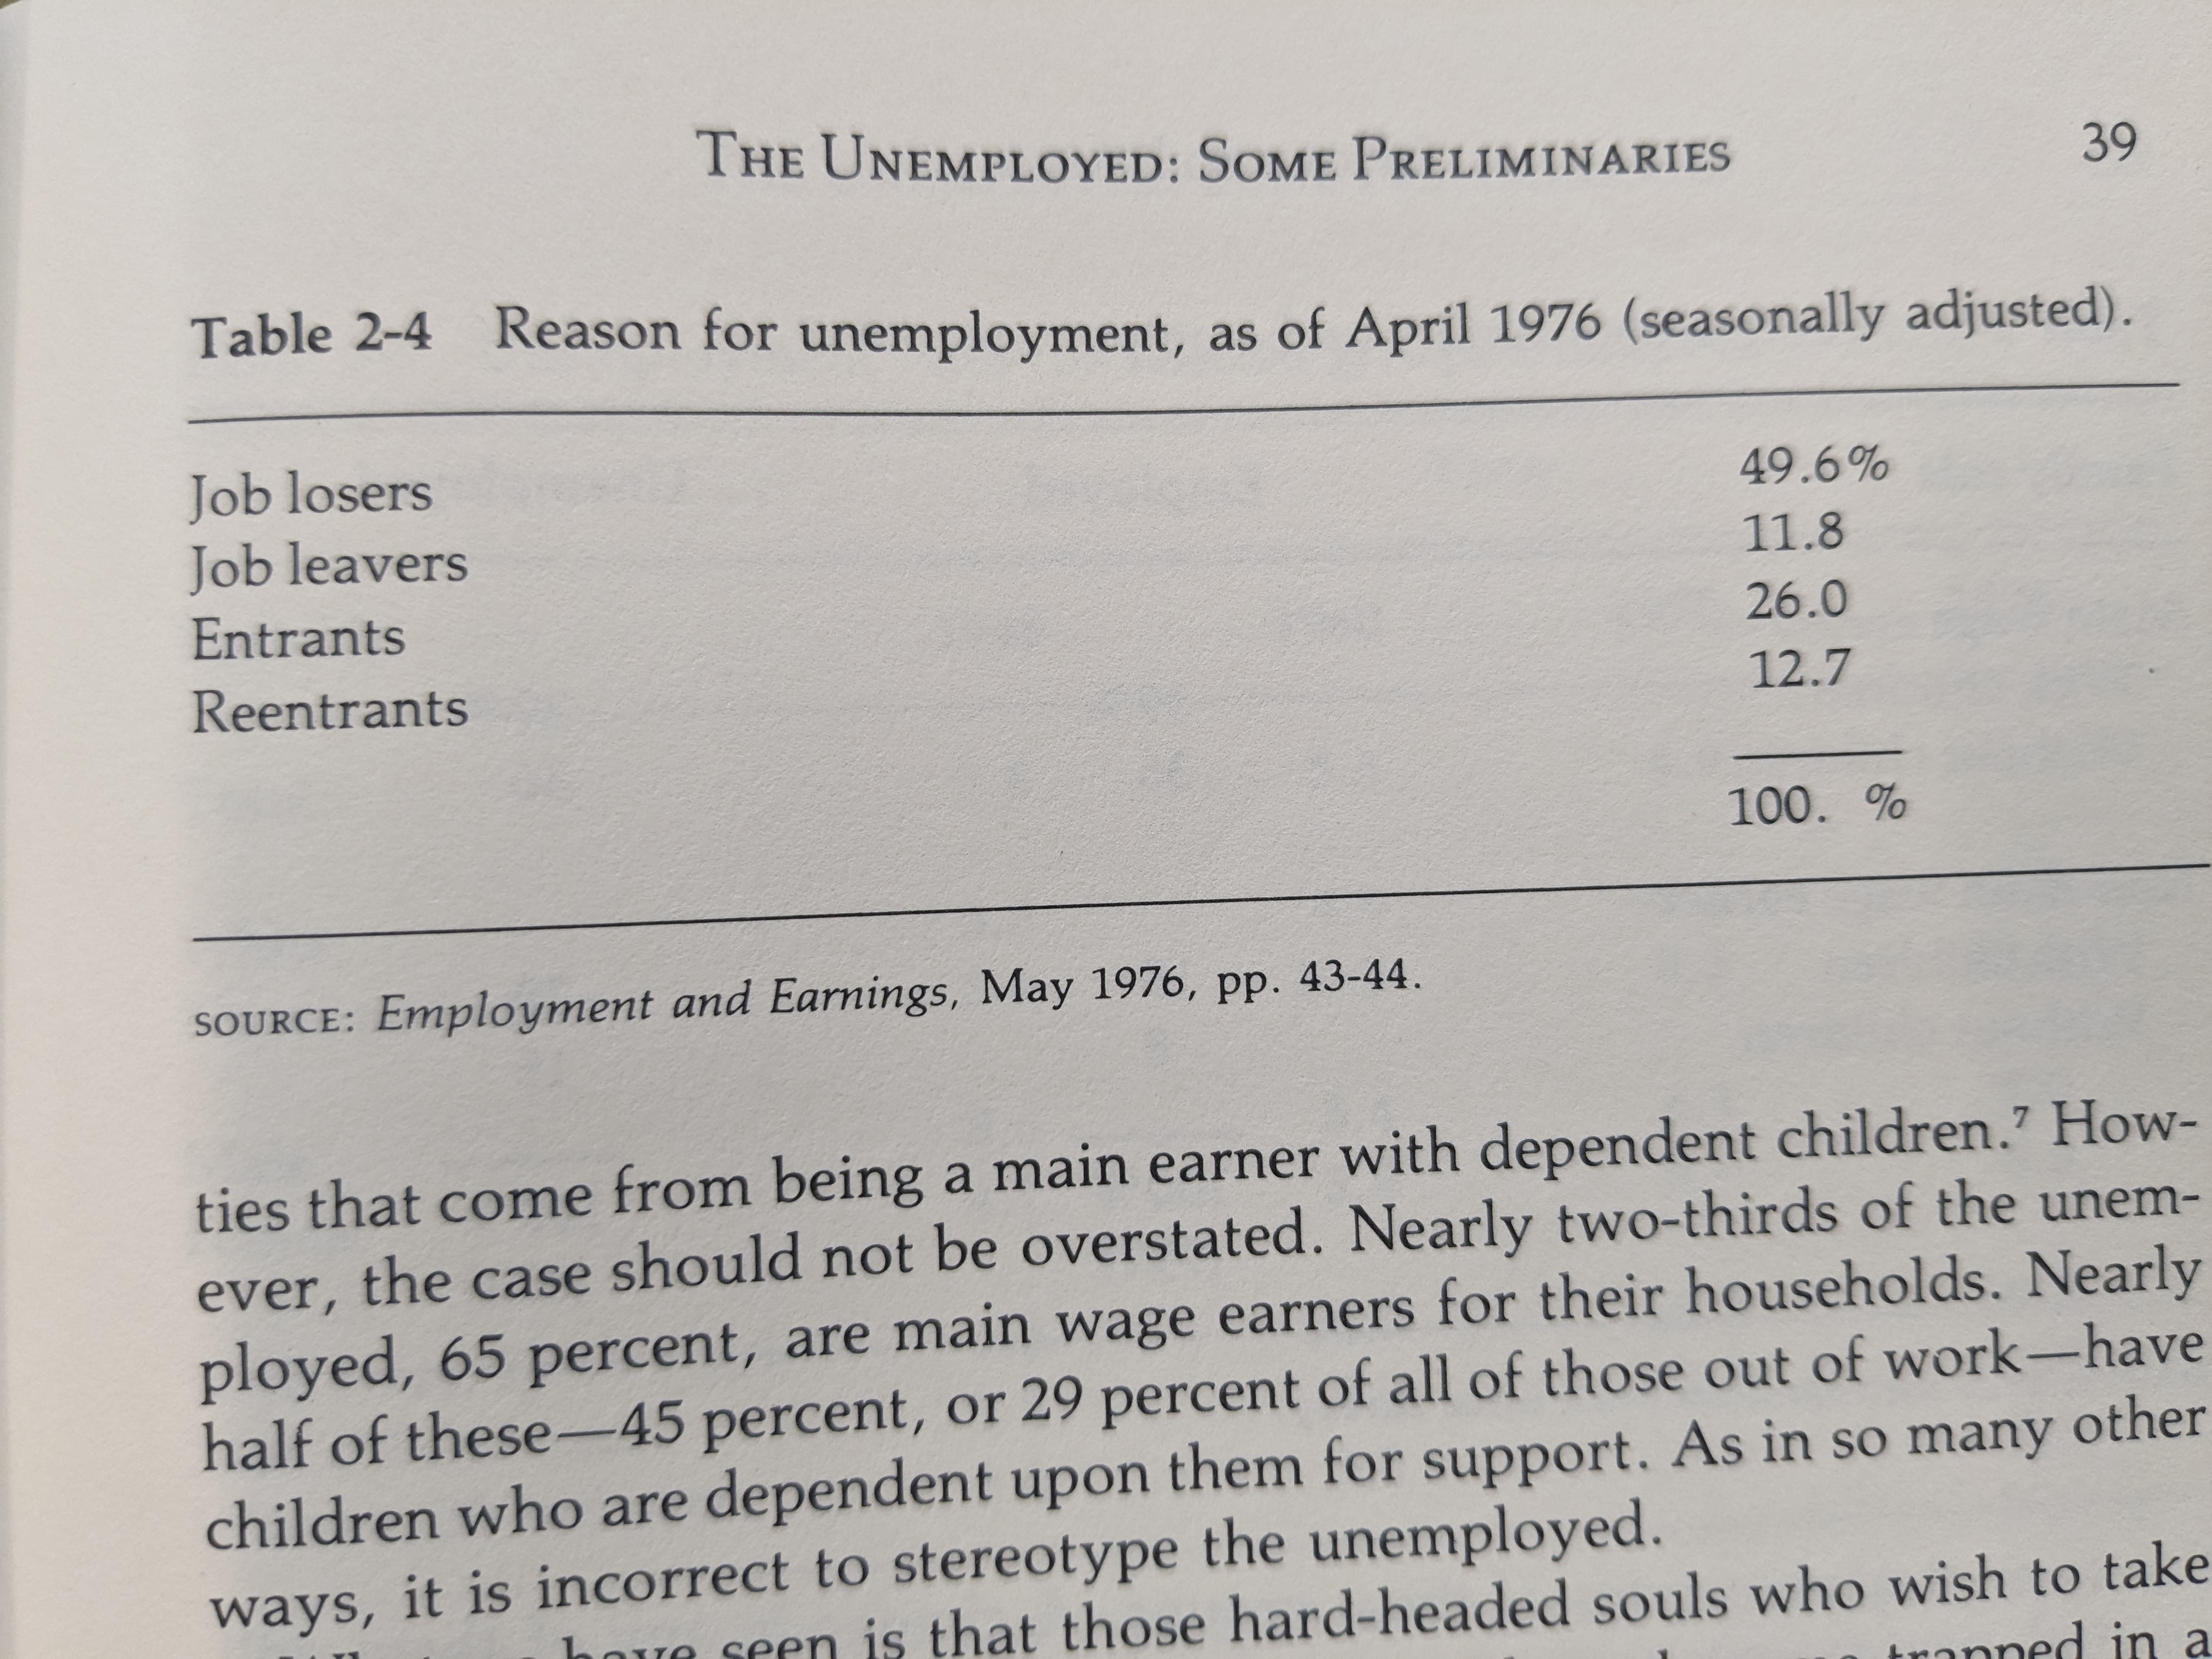 THE UNEMPLOYED: SOME PRELIMINARIES 39
Table 2-4 Reason for unemployment, as of April 1976 (seasonally adjusted).
Job losers 49.6%
Job leavers 11.8
Entrants 26.0
Reentrants 12.7
100. %
SOURCE: Employment and Earnings, May 1976, pp. 43-44.
ties that come from being a main earner with dependent children.⁷ How-
ever, the case should not be overstated. Nearly two-thirds of the unem-
ployed, 65 percent, are main wage earners for their households. Nearly
half of these—45 percent, or 29 percent of all of those out of work—have
children who are dependent upon them for support. As in so many other
ways, it is incorrect to stereotype the unemployed.
have seen is that those hard-headed souls who wish to take
trapped in a